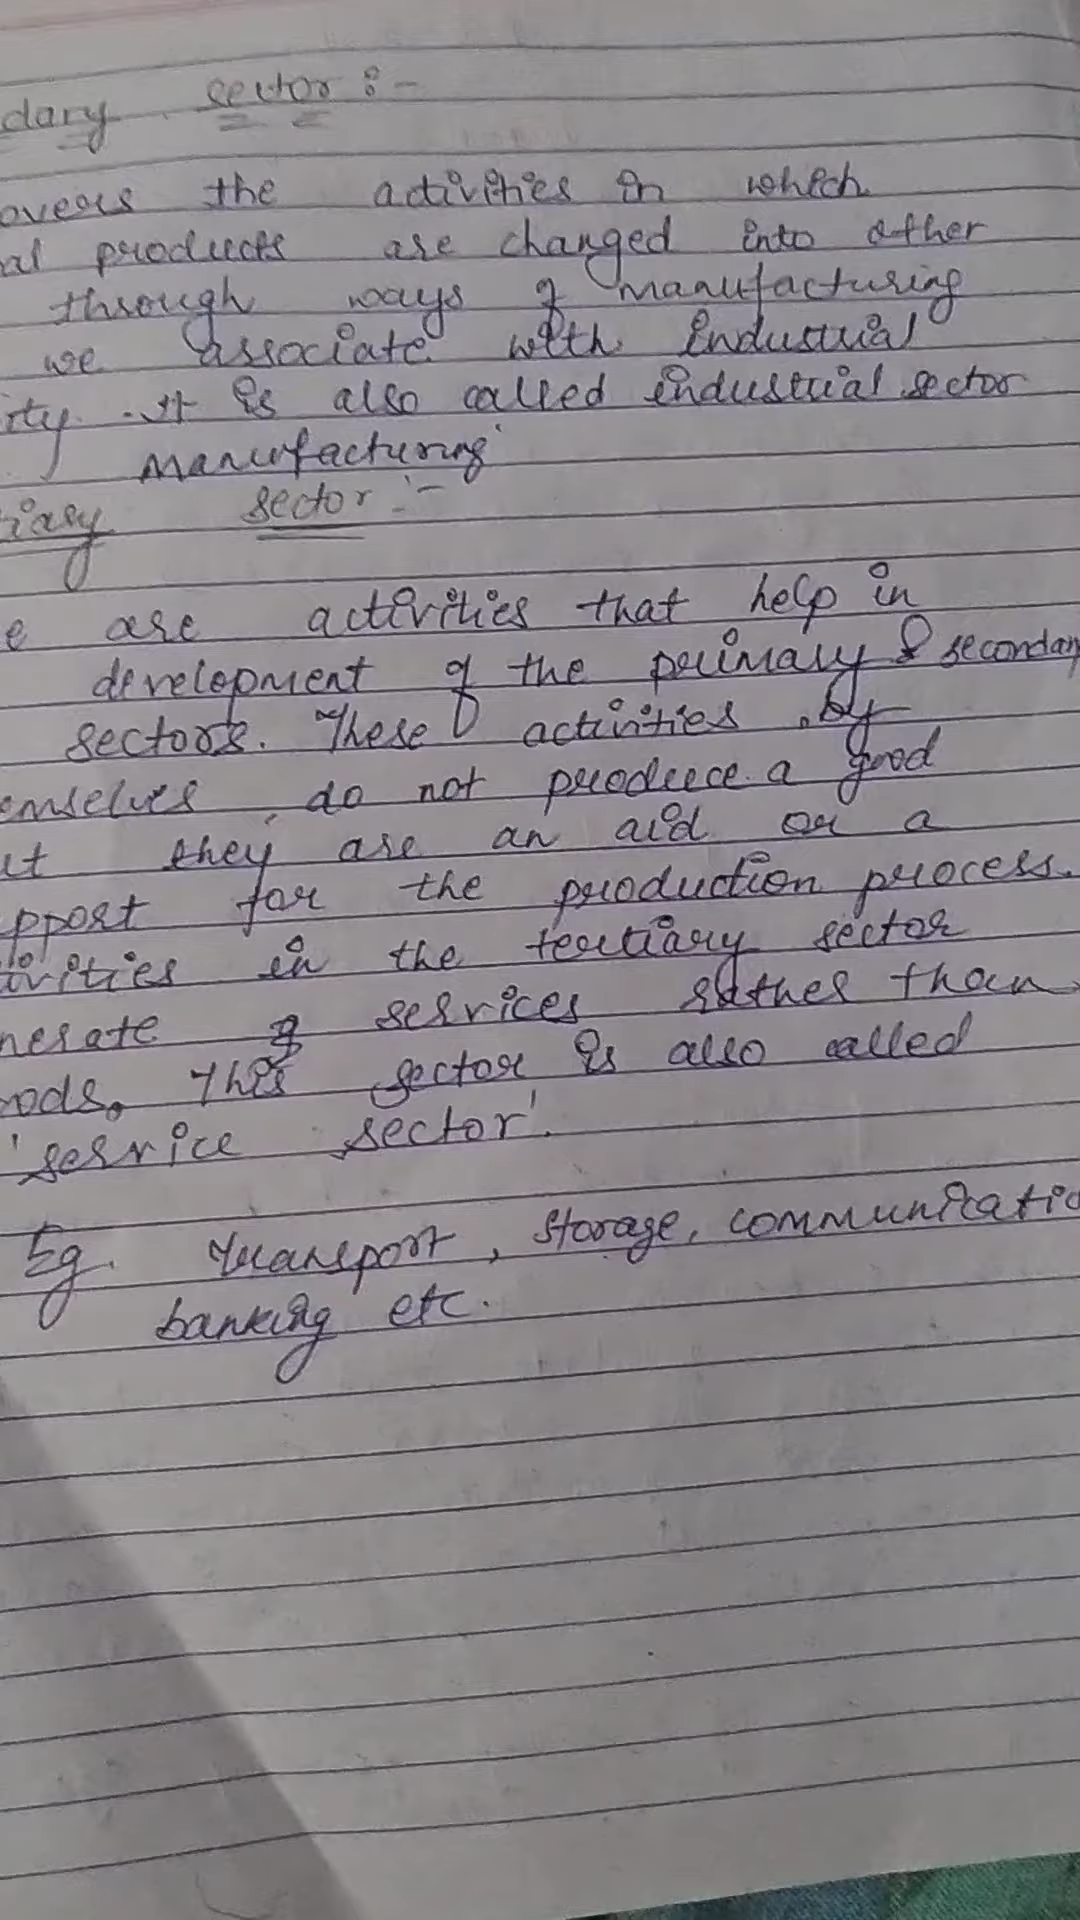 dary sector :-
overs the activities in which
al products are changed into other
through ways of manufacturing
we associate with industrial
ity. It is also called industrial sector
manufacturing
iary sector :-
e are activities that help in
development of the primary & secondary
sectors. These activities by
emselves do not produce a good
ut they are an aid or a
pport for the production process.
ivities in the tertiary sector
nerate services rather than
oods. This sector is also called
'service sector'.
Eg. Transport, storage, communicatio
banking etc.